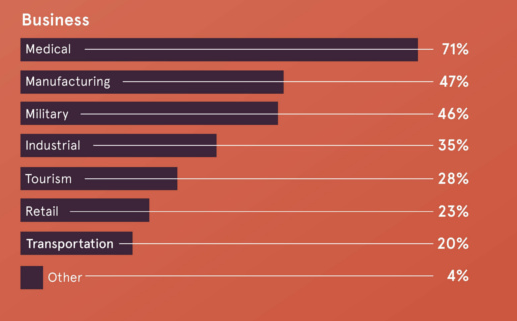 Business
Medical 71%
Manufacturing 47%
Military 46%
Industrial 35%
Tourism 28%
Retail 23%
Transportation 20%
Other 4%